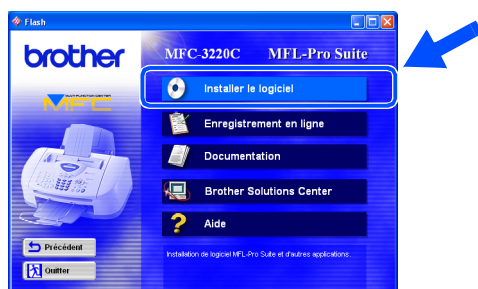 Flash
brother
MFC-3220C MFL-Pro Suite
MFC
Installer le logiciel
Enregistrement en ligne
Documentation
Brother Solutions Center
Aide
Précédent
Quitter
Installation de logiciel MFL-Pro Suite et d'autres applications.